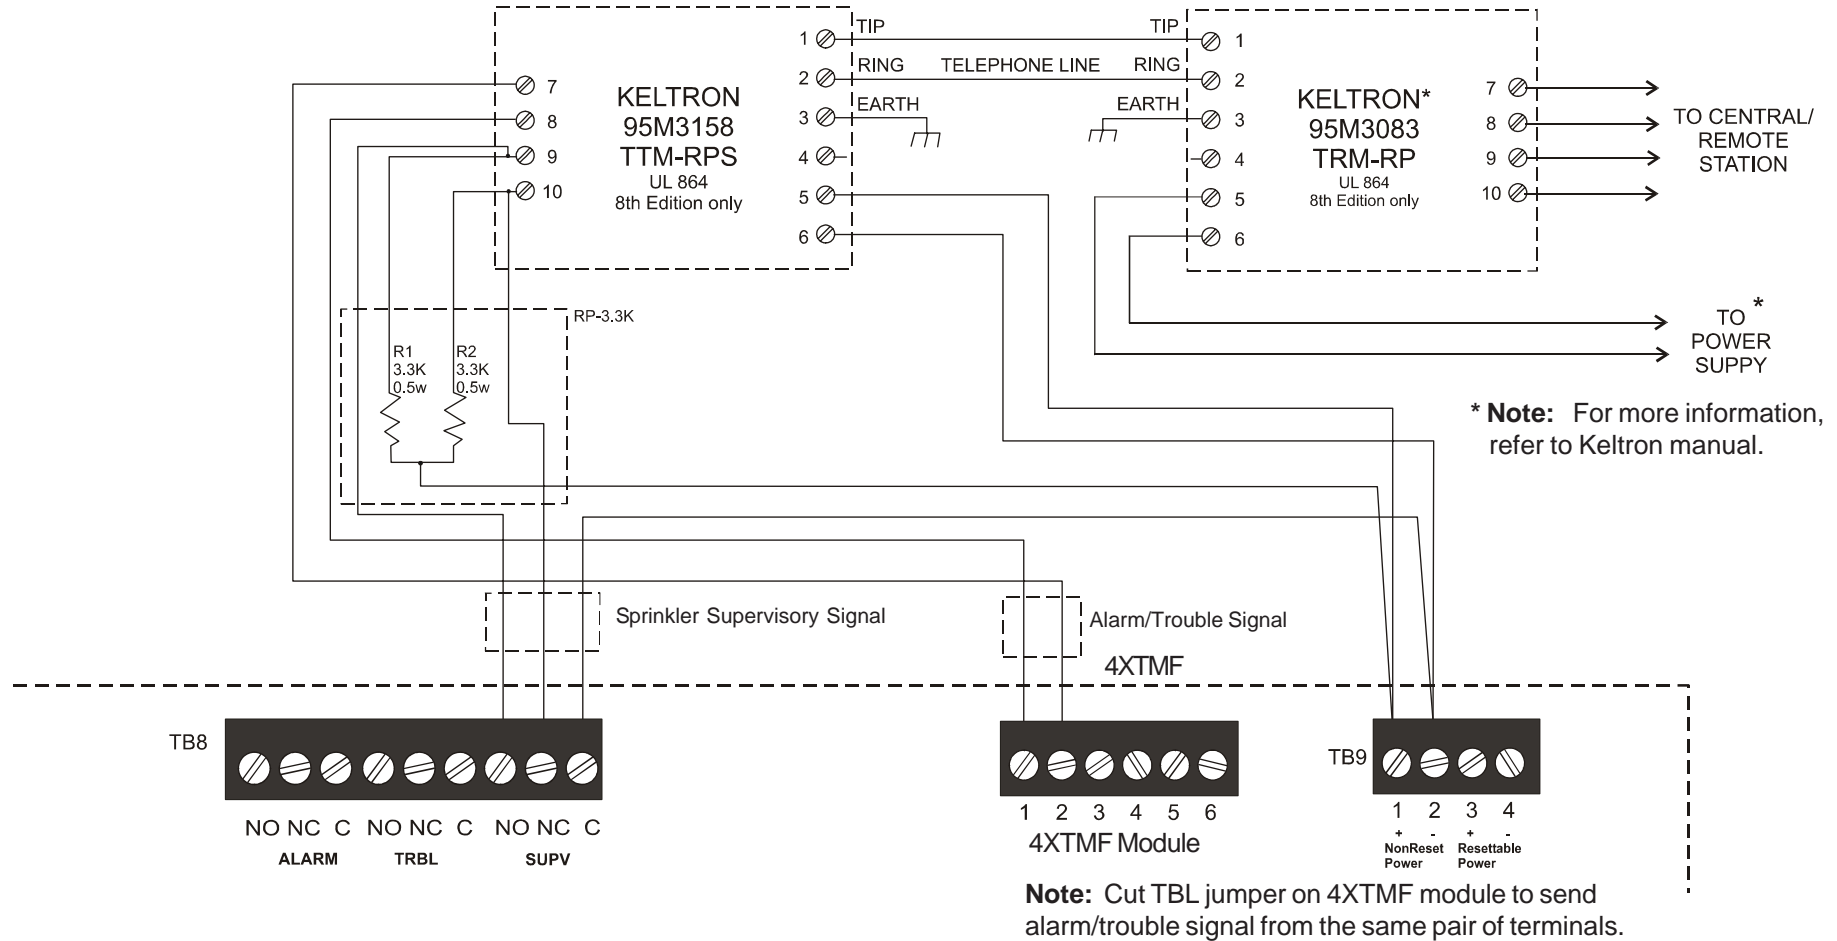 TIP
TIP
1
1
RING
TELEPHONE LINE
RING
2
2
EARTH
EARTH
3
3
4
4
5
5
6
6
7
8
9
10
KELTRON
95M3158
TTM-RPS
UL 864
8th Edition only
KELTRON*
95M3083
TRM-RP
UL 864
8th Edition only
7
8
9
10
TO CENTRAL/
REMOTE
STATION
RP-3.3K
R1
3.3K
0.5w
R2
3.3K
0.5w
TO *
POWER
SUPPY
* Note: For more information,
refer to Keltron manual.
Sprinkler Supervisory Signal
Alarm/Trouble Signal
4XTMF
TB8
NO NC C NO NC C NO NC C
ALARM TRBL SUPV
1 2 3 4 5 6
4XTMF Module
TB9
1 2 3 4
+ - + -
NonReset Resettable
Power Power
Note: Cut TBL jumper on 4XTMF module to send
alarm/trouble signal from the same pair of terminals.